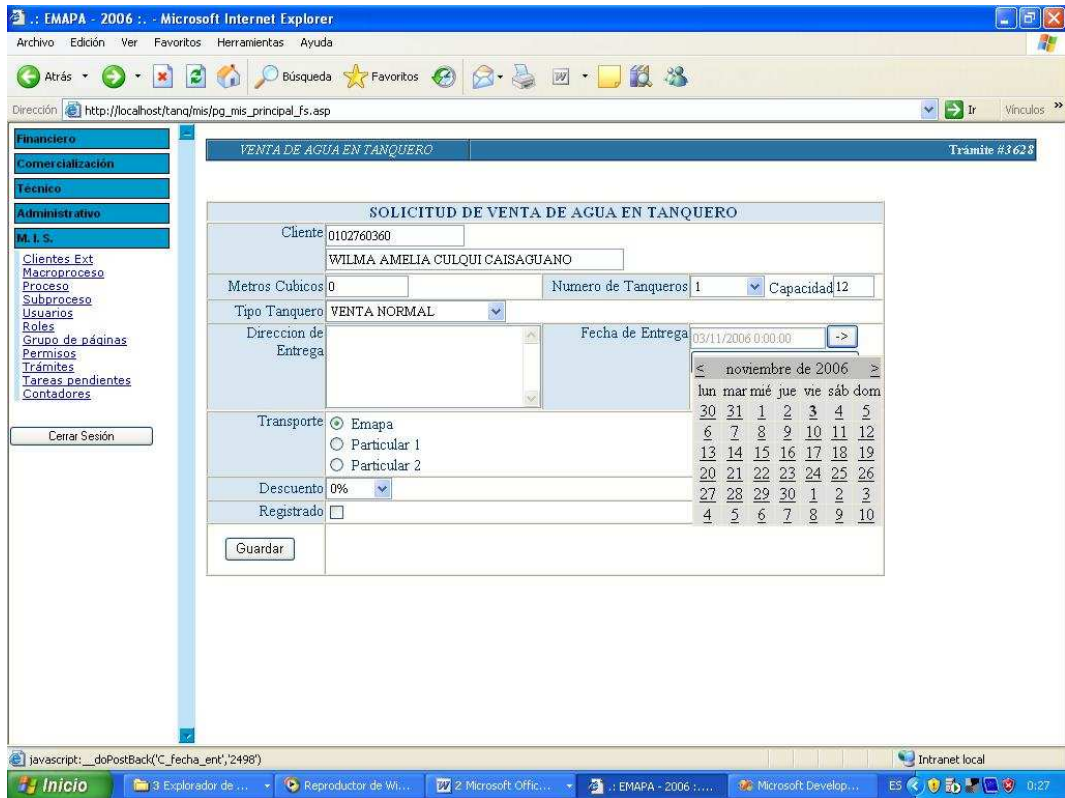 .: EMAPA - 2006 :. - Microsoft Internet Explorer
Archivo Edición Ver Favoritos Herramientas Ayuda
Atrás Búsqueda Favoritos
Dirección http://localhost/tanq/mis/pg_mis_principal_fs.asp Ir Vínculos »
Financiero
Comercialización
Técnico
Administrativo
M. I. S.
Clientes Ext
Macroproceso
Proceso
Subproceso
Usuarios
Roles
Grupo de páginas
Permisos
Trámites
Tareas pendientes
Contadores
Cerrar Sesión
VENTA DE AGUA EN TANQUERO Trámite #3628
SOLICITUD DE VENTA DE AGUA EN TANQUERO
Cliente 0102760360
WILMA AMELIA CULQUI CAISAGUANO
Metros Cubicos 0 Numero de Tanqueros 1 Capacidad 12
Tipo Tanquero VENTA NORMAL
Direccion de Entrega Fecha de Entrega 03/11/2006 0:00:00 ->
< noviembre de 2006 >
lun mar mié jue vie sáb dom
30 31 1 2 3 4 5
6 7 8 9 10 11 12
13 14 15 16 17 18 19
20 21 22 23 24 25 26
27 28 29 30 1 2 3
4 5 6 7 8 9 10
Transporte Emapa
Particular 1
Particular 2
Descuento 0%
Registrado
Guardar
javascript:__doPostBack('C_fecha_ent','2498') Intranet local
Inicio 3 Explorador de ... Reproductor de Wi... 2 Microsoft Offic... .: EMAPA - 2006 :.... Microsoft Develop... ES 0:27